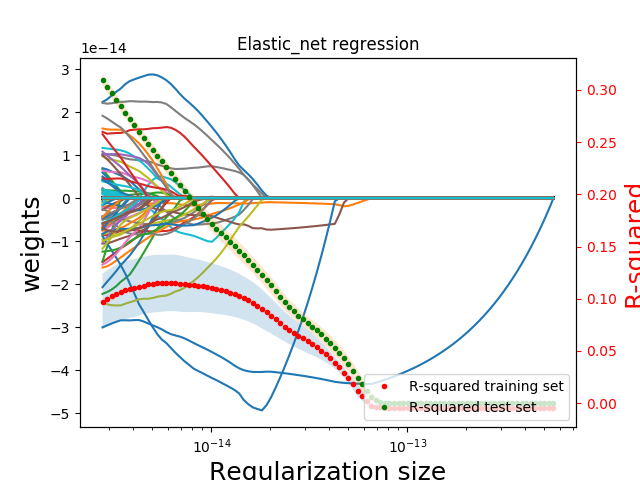 Elastic_net regression
1e−14
3
2
1
0
−1
−2
−3
−4
−5
weights
10⁻¹⁴
10⁻¹³
Regularization size
0.30
0.25
0.20
0.15
0.10
0.05
0.00
R-squared
R-squared training set
R-squared test set